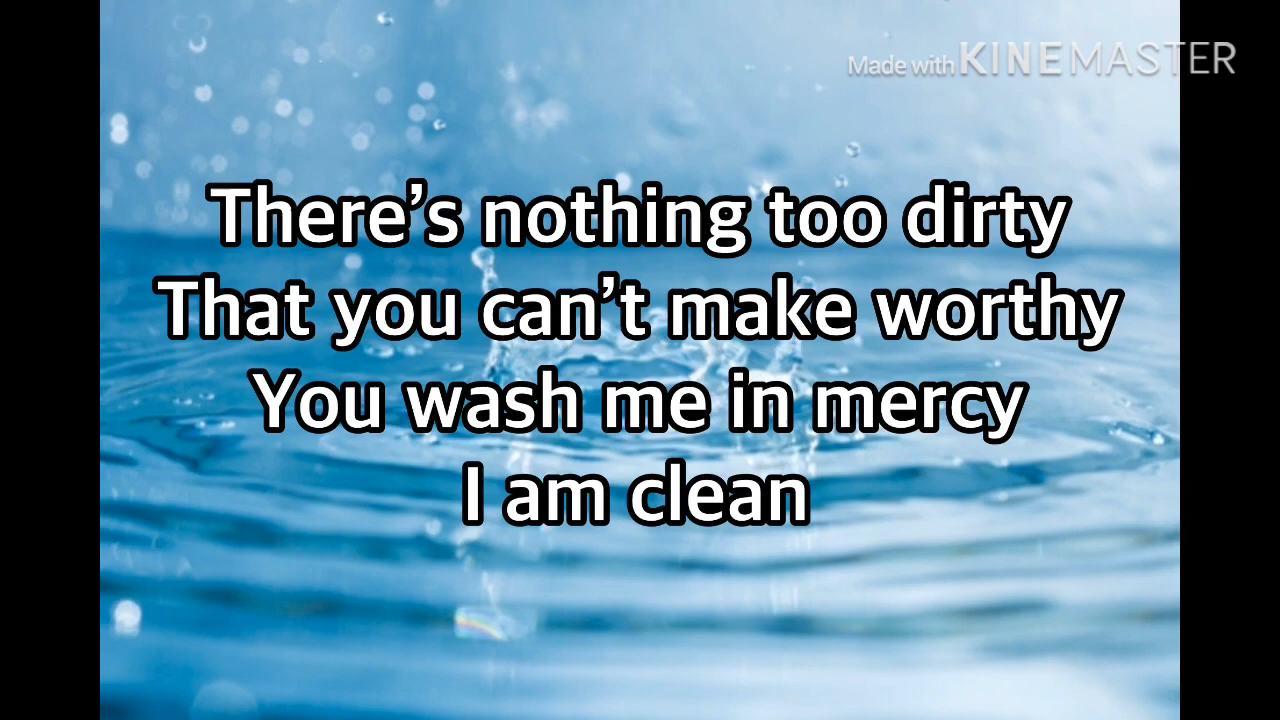 Made with KINEMASTER
There’s nothing too dirty
That you can’t make worthy
You wash me in mercy
I am clean